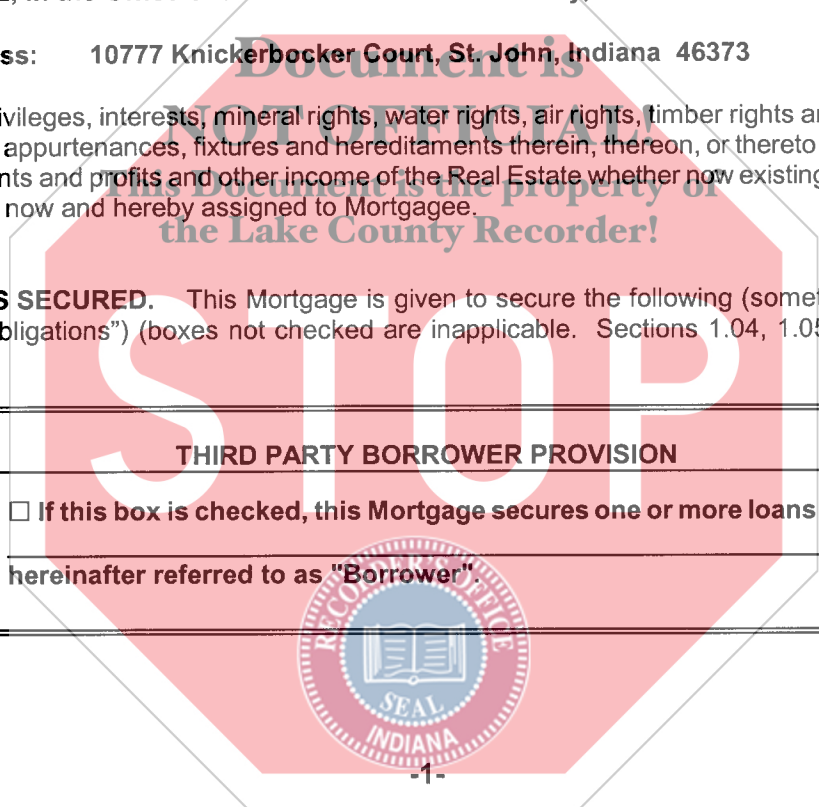 ss: 10777 Knickerbocker Court, St. John, Indiana 46373
Document is
ivileges, interests, mineral rights, water rights, air rights, timber rights an
NOT OFFICIAL!
appurtenances, fixtures and hereditaments therein, thereon, or thereto
nts and profits and other income of the Real Estate whether now existing
This Document is the property of
now and hereby assigned to Mortgagee.
the Lake County Recorder!
S SECURED. This Mortgage is given to secure the following (somet
bligations”) (boxes not checked are inapplicable. Sections 1.04, 1.05
STOP
THIRD PARTY BORROWER PROVISION
☐ If this box is checked, this Mortgage secures one or more loans
hereinafter referred to as "Borrower".
RECORDER'S OFFICE
SEAL
INDIANA
-1-